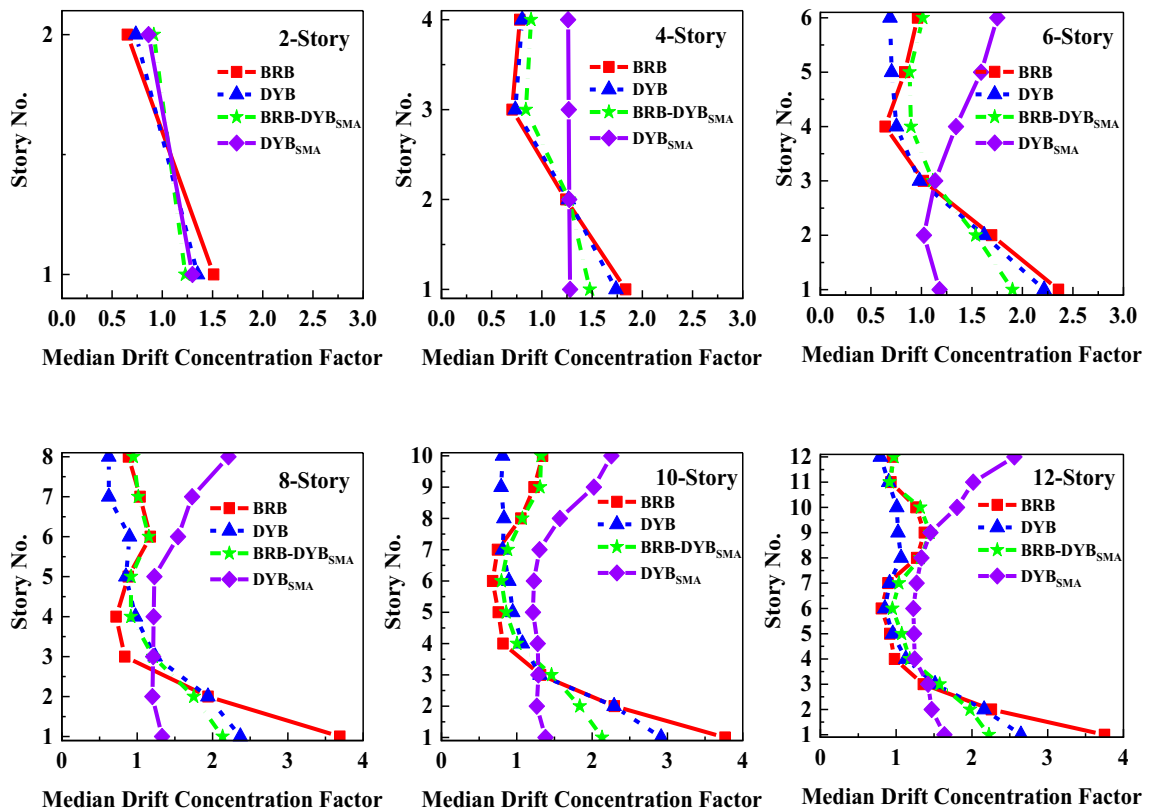 2-Story
BRB
DYB
BRB-DYBSMA
DYBSMA
2
1
Story No.
0.0 0.5 1.0 1.5 2.0 2.5 3.0
Median Drift Concentration Factor
4-Story
BRB
DYB
BRB-DYBSMA
DYBSMA
4
3
2
1
Story No.
0.0 0.5 1.0 1.5 2.0 2.5 3.0
Median Drift Concentration Factor
6-Story
BRB
DYB
BRB-DYBSMA
DYBSMA
6
5
4
3
2
1
Story No.
0.0 0.5 1.0 1.5 2.0 2.5 3.0
Median Drift Concentration Factor
8-Story
BRB
DYB
BRB-DYBSMA
DYBSMA
8
7
6
5
4
3
2
1
Story No.
0 1 2 3 4
Median Drift Concentration Factor
10-Story
BRB
DYB
BRB-DYBSMA
DYBSMA
10
9
8
7
6
5
4
3
2
1
Story No.
0 1 2 3 4
Median Drift Concentration Factor
12-Story
BRB
DYB
BRB-DYBSMA
DYBSMA
12
11
10
9
8
7
6
5
4
3
2
1
Story No.
0 1 2 3 4
Median Drift Concentration Factor